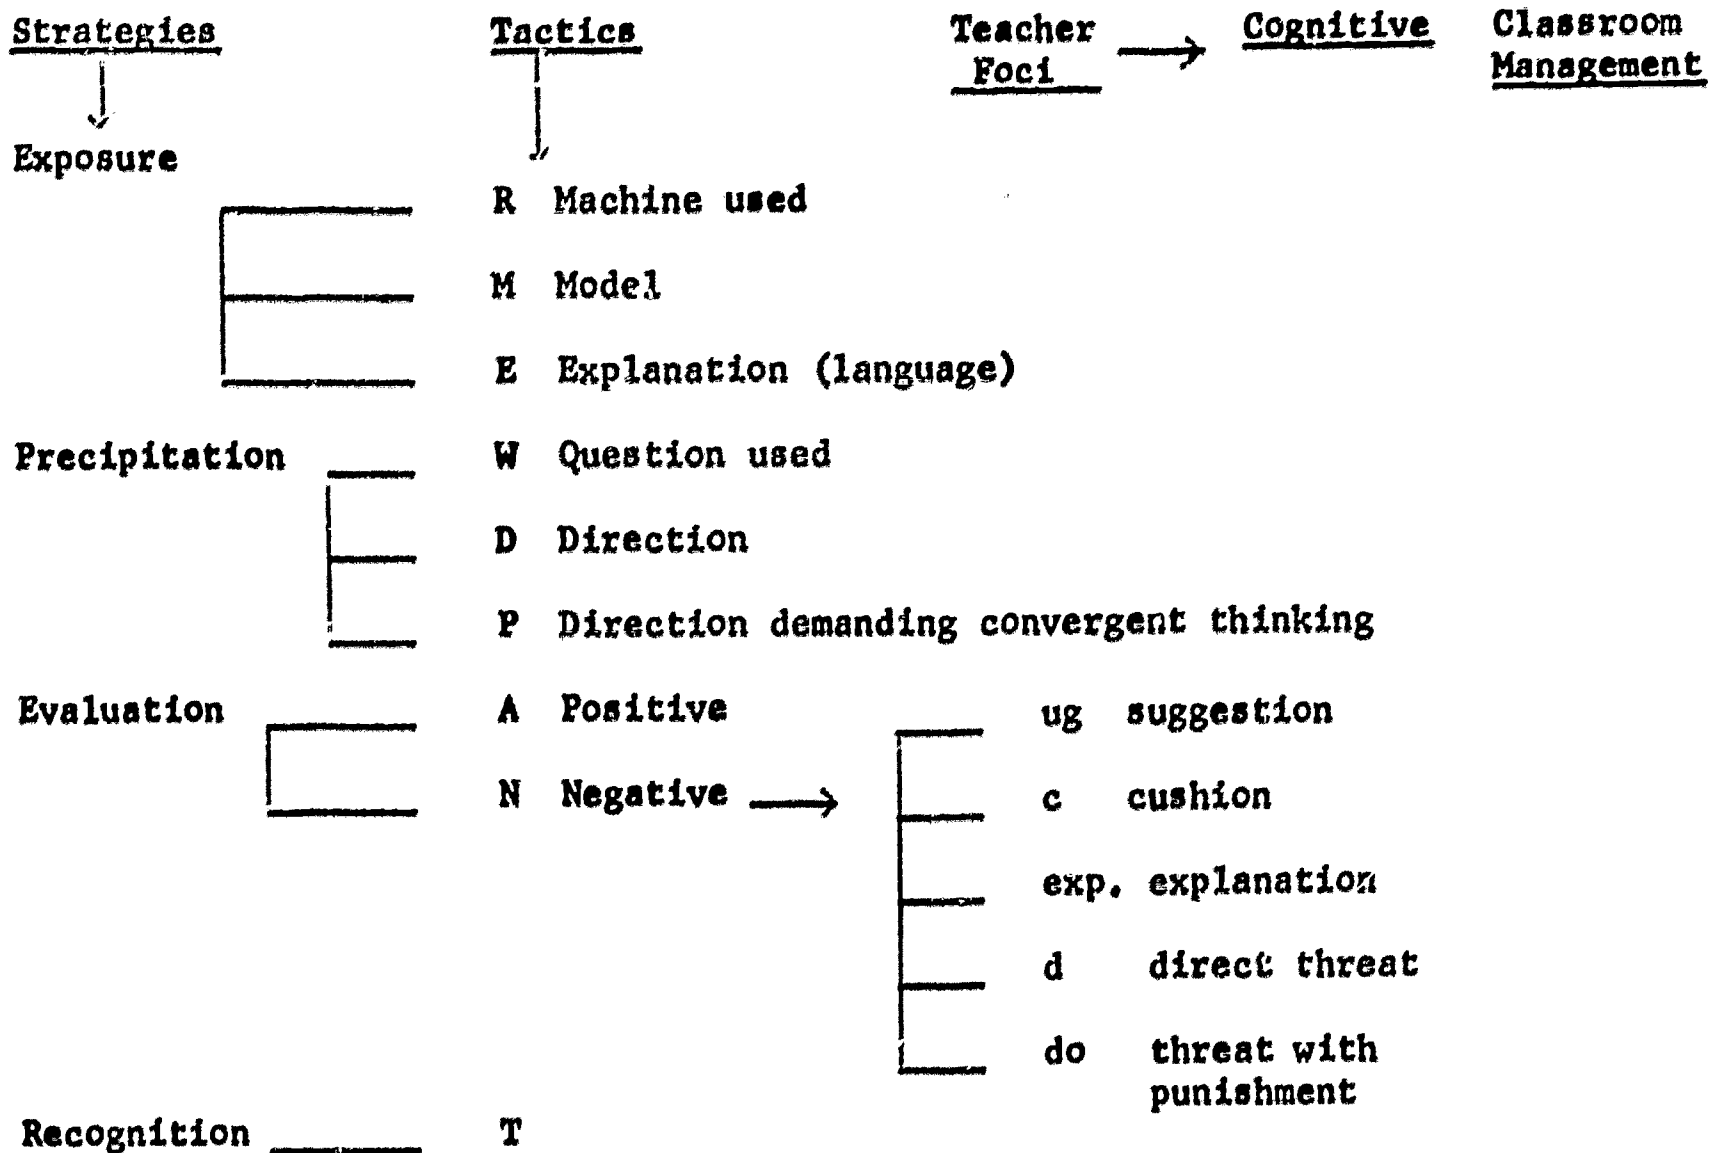 Strategies Tactics Teacher Cognitive Classroom
Foci Management
Exposure
R Machine used
M Model
E Explanation (language)
Precipitation W Question used
D Direction
P Direction demanding convergent thinking
Evaluation A Positive ug suggestion
N Negative c cushion
exp. explanation
d direct threat
do threat with
punishment
Recognition T